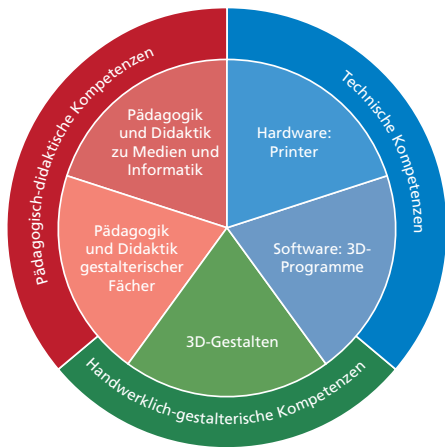 Pädagogisch-didaktische Kompetenzen
Technische Kompetenzen
Pädagogik
und Didaktik
zu Medien und
Informatik
Hardware:
Printer
Pädagogik
und Didaktik
gestalterischer
Fächer
Software: 3D-
Programme
3D-Gestalten
Handwerklich-gestalterische Kompetenzen